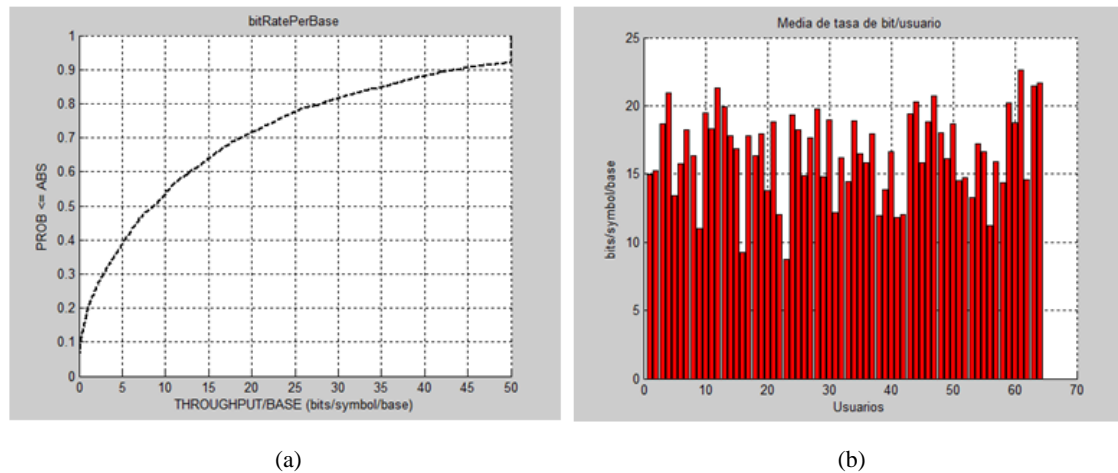 bitRatePerBase
1
0.9
0.8
0.7
0.6
0.5
0.4
0.3
0.2
0.1
0
PROB <= ABS
0 5 10 15 20 25 30 35 40 45 50
THROUGHPUT/BASE (bits/symbol/base)
(a)
Media de tasa de bit/usuario
25
20
15
10
5
0
bits/symbol/base
0 10 20 30 40 50 60 70
Usuarios
(b)